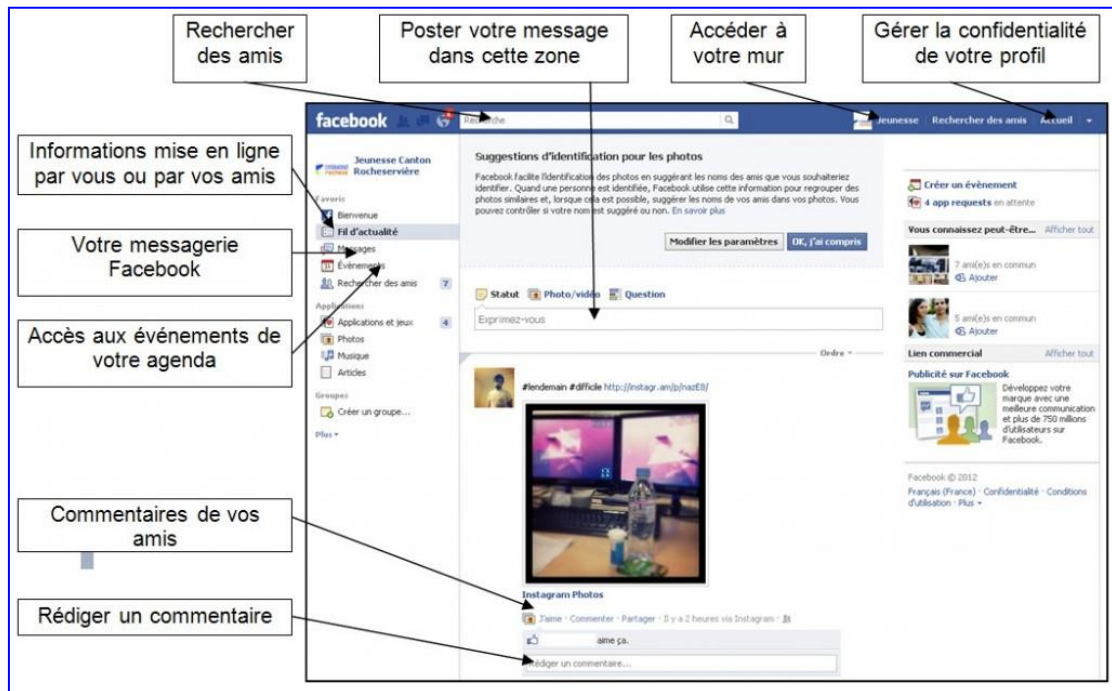 Rechercher
des amis
Poster votre message
dans cette zone
Accéder à
votre mur
Gérer la confidentialité
de votre profil
Informations mise en ligne
par vous ou par vos amis
Votre messagerie
Facebook
Accès aux événements de
votre agenda
Commentaires de vos
amis
Rédiger un commentaire
facebook
Recherche
Jeunesse Rechercher des amis Accueil
Jeunesse Canton
Rocheservière
Favoris
Bienvenue
Fil d'actualité
Messages
Évènements
Rechercher des amis 7
Applications
Applications et jeux 4
Photos
Musique
Articles
Groupes
Créer un groupe...
Plus
Suggestions d'identification pour les photos
Facebook facilite l'identification des photos en suggérant les noms des amis que vous souhaiteriez
identifier. Quand une personne est identifiée, Facebook utilise cette information pour regrouper des
photos similaires et, lorsque cela est possible, suggérer les noms de vos amis dans vos photos. Vous
pouvez contrôler si votre nom est suggéré ou non. En savoir plus
Modifier les paramètres OK, j'ai compris
Statut Photo/vidéo Question
Exprimez-vous
Ordre
#lendemain #difficile http://instagr.am/p/nazE8/
Instagram Photos
J'aime · Commenter · Partager · Il y a 2 heures via Instagram ·
aime ça.
Rédiger un commentaire...
Créer un évènement
4 app requests en attente
Vous connaissez peut-être... Afficher tout
7 ami(e)s en commun
Ajouter
5 ami(e)s en commun
Ajouter
Lien commercial Afficher tout
Publicité sur Facebook
Développez votre
marque avec une
meilleure communication
et plus de 750 millions
d'utilisateurs sur
Facebook.
Facebook © 2012
Français (France) · Confidentialité · Conditions
d'utilisation · Plus